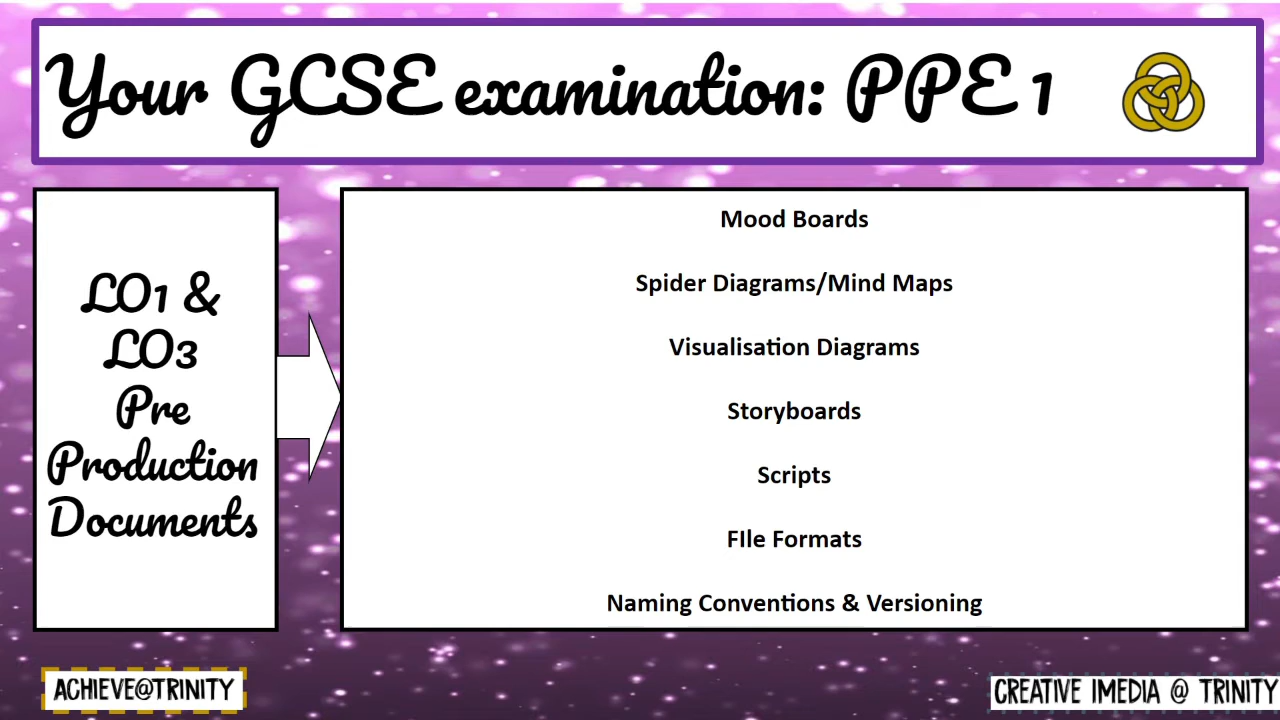 Your GCSE examination: PPE 1
LO1 &
LO3
Pre
Production
Documents
Mood Boards
Spider Diagrams/Mind Maps
Visualisation Diagrams
Storyboards
Scripts
FIle Formats
Naming Conventions & Versioning
ACHIEVE@TRINITY
CREATIVE IMEDIA @ TRINITY